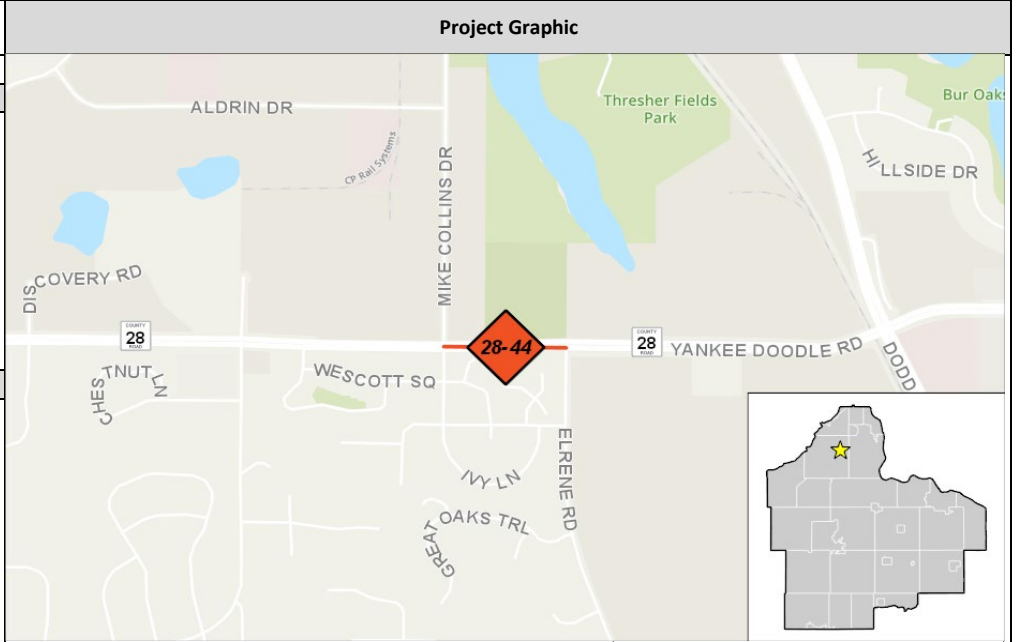 Project Graphic
ALDRIN DR
Thresher Fields
Park
Bur Oaks
CP Rail Systems
HILLSIDE DR
MIKE COLLINS DR
DISCOVERY RD
COUNTY
28
ROAD
28-44
COUNTY
28
ROAD
YANKEE DOODLE RD
DODD
WESCOTT SQ
CHESTNUT LN
IVY LN
ELRENE RD
GREAT OAKS TRL